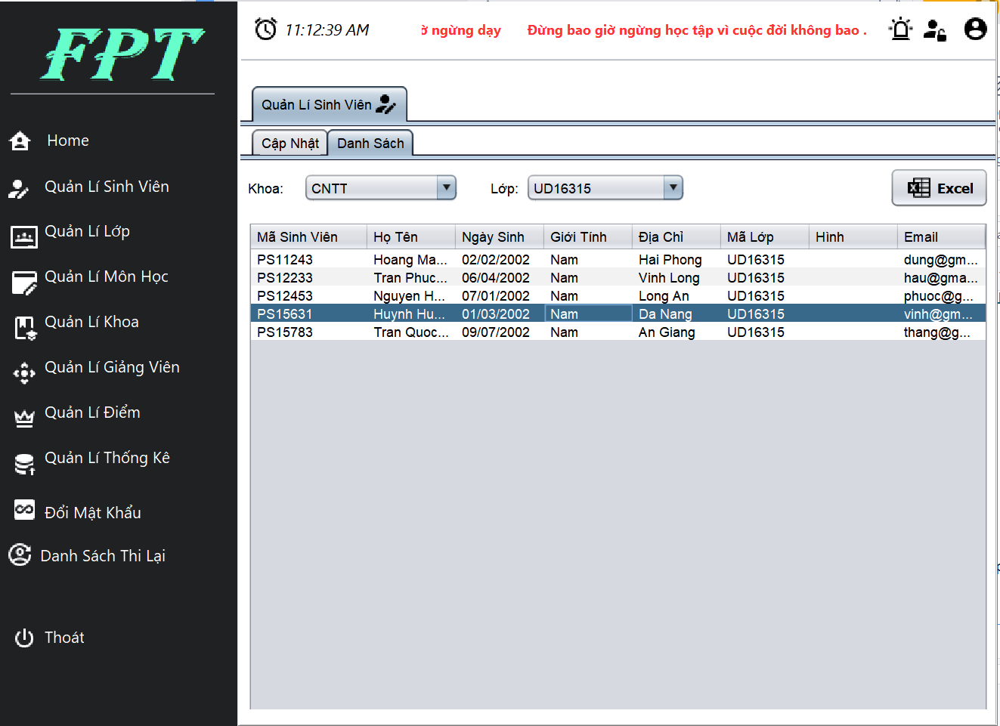 FPT
Home
Quản Lí Sinh Viên
Quản Lí Lớp
Quản Lí Môn Học
Quản Lí Khoa
Quản Lí Giảng Viên
Quản Lí Điểm
Quản Lí Thống Kê
Đổi Mật Khẩu
Danh Sách Thi Lại
Thoát
11:12:39 AM ngừng dạy Đừng bao giờ ngừng học tập vì cuộc đời không bao .
Quản Lí Sinh Viên
Cập Nhật Danh Sách
Khoa: CNTT Lớp: UD16315 Excel
Mã Sinh Viên Họ Tên Ngày Sinh Giới Tính Địa Chỉ Mã Lớp Hình Email
PS11243 Hoang Ma... 02/02/2002 Nam Hai Phong UD16315 dung@gm...
PS12233 Tran Phuc... 06/04/2002 Nam Vinh Long UD16315 hau@gma...
PS12453 Nguyen H... 07/01/2002 Nam Long An UD16315 phuoc@g...
PS15631 Huynh Hu... 01/03/2002 Nam Da Nang UD16315 vinh@gm...
PS15783 Tran Quoc... 09/07/2002 Nam An Giang UD16315 thang@g...